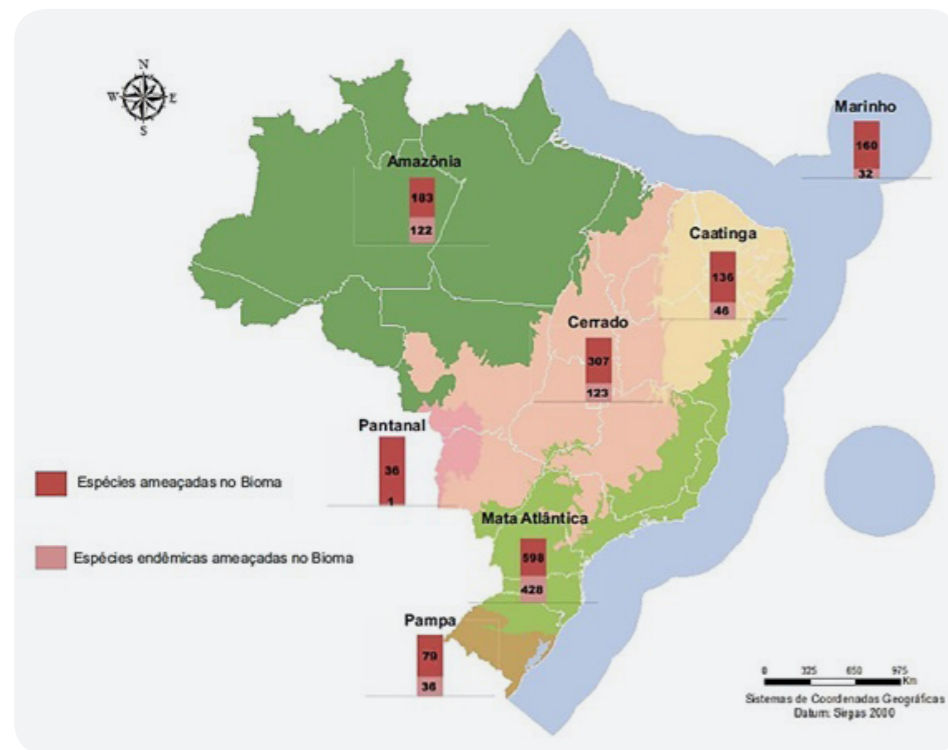 N
W
E
S
Marinho
160
32
Amazônia
183
122
Caatinga
136
46
Cerrado
307
123
Pantanal
36
1
Espécies ameaçadas no Bioma
Mata Atlântica
598
428
Espécies endêmicas ameaçadas no Bioma
Pampa
79
36
0 325 650 975
Km
Sistemas de Coordenadas Geográficas
Datum: Sirgas 2000